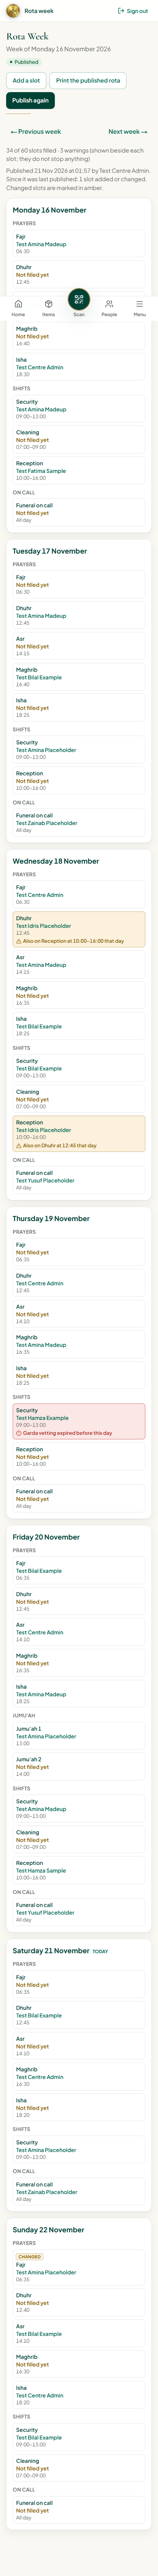 Rota week
Sign out
Rota Week
Week of Monday 16 November 2026
Published
Add a slot
Print the published rota
Publish again
← Previous week
Next week →
34 of 60 slots filled · 3 warnings (shown beside each slot; they do not stop anything)
Published 21 Nov 2026 at 01:57 by Test Centre Admin. Since it was last published: 1 slot added or changed. Changed slots are marked in amber.
Monday 16 November
PRAYERS
Fajr
Test Amina Madeup
06:30
Dhuhr
Not filled yet
12:45
Home
Items
Scan
People
Menu
Maghrib
Not filled yet
16:40
Isha
Test Centre Admin
18:30
SHIFTS
Security
Test Amina Madeup
09:00–13:00
Cleaning
Not filled yet
07:00–09:00
Reception
Test Fatima Sample
10:00–16:00
ON CALL
Funeral on call
Not filled yet
All day
Tuesday 17 November
PRAYERS
Fajr
Not filled yet
06:30
Dhuhr
Test Amina Madeup
12:45
Asr
Not filled yet
14:15
Maghrib
Test Bilal Example
16:40
Isha
Not filled yet
18:25
SHIFTS
Security
Test Amina Placeholder
09:00–13:00
Reception
Not filled yet
10:00–16:00
ON CALL
Funeral on call
Test Zainab Placeholder
All day
Wednesday 18 November
PRAYERS
Fajr
Test Centre Admin
06:30
Dhuhr
Test Idris Placeholder
12:45
Also on Reception at 10:00–16:00 that day
Asr
Test Amina Madeup
14:15
Maghrib
Not filled yet
16:35
Isha
Test Bilal Example
18:25
SHIFTS
Security
Test Bilal Example
09:00–13:00
Cleaning
Not filled yet
07:00–09:00
Reception
Test Idris Placeholder
10:00–16:00
Also on Dhuhr at 12:45 that day
ON CALL
Funeral on call
Test Yusuf Placeholder
All day
Thursday 19 November
PRAYERS
Fajr
Not filled yet
06:35
Dhuhr
Test Centre Admin
12:45
Asr
Not filled yet
14:10
Maghrib
Test Amina Madeup
16:35
Isha
Not filled yet
18:25
SHIFTS
Security
Test Hamza Example
09:00–13:00
Garda vetting expired before this day
Reception
Not filled yet
10:00–16:00
ON CALL
Funeral on call
Not filled yet
All day
Friday 20 November
PRAYERS
Fajr
Test Bilal Example
06:35
Dhuhr
Not filled yet
12:45
Asr
Test Centre Admin
14:10
Maghrib
Not filled yet
16:35
Isha
Test Amina Madeup
18:25
JUMU'AH
Jumu'ah 1
Test Amina Placeholder
13:00
Jumu'ah 2
Not filled yet
14:00
SHIFTS
Security
Test Amina Madeup
09:00–13:00
Cleaning
Not filled yet
07:00–09:00
Reception
Test Hamza Sample
10:00–16:00
ON CALL
Funeral on call
Test Yusuf Placeholder
All day
Saturday 21 November TODAY
PRAYERS
Fajr
Not filled yet
06:35
Dhuhr
Test Bilal Example
12:45
Asr
Not filled yet
14:10
Maghrib
Test Centre Admin
16:30
Isha
Not filled yet
18:20
SHIFTS
Security
Test Amina Placeholder
09:00–13:00
ON CALL
Funeral on call
Test Zainab Placeholder
All day
Sunday 22 November
PRAYERS
CHANGED
Fajr
Test Amina Placeholder
06:35
Dhuhr
Not filled yet
12:40
Asr
Test Bilal Example
14:10
Maghrib
Not filled yet
16:30
Isha
Test Centre Admin
18:20
SHIFTS
Security
Test Bilal Example
09:00–13:00
Cleaning
Not filled yet
07:00–09:00
ON CALL
Funeral on call
Not filled yet
All day